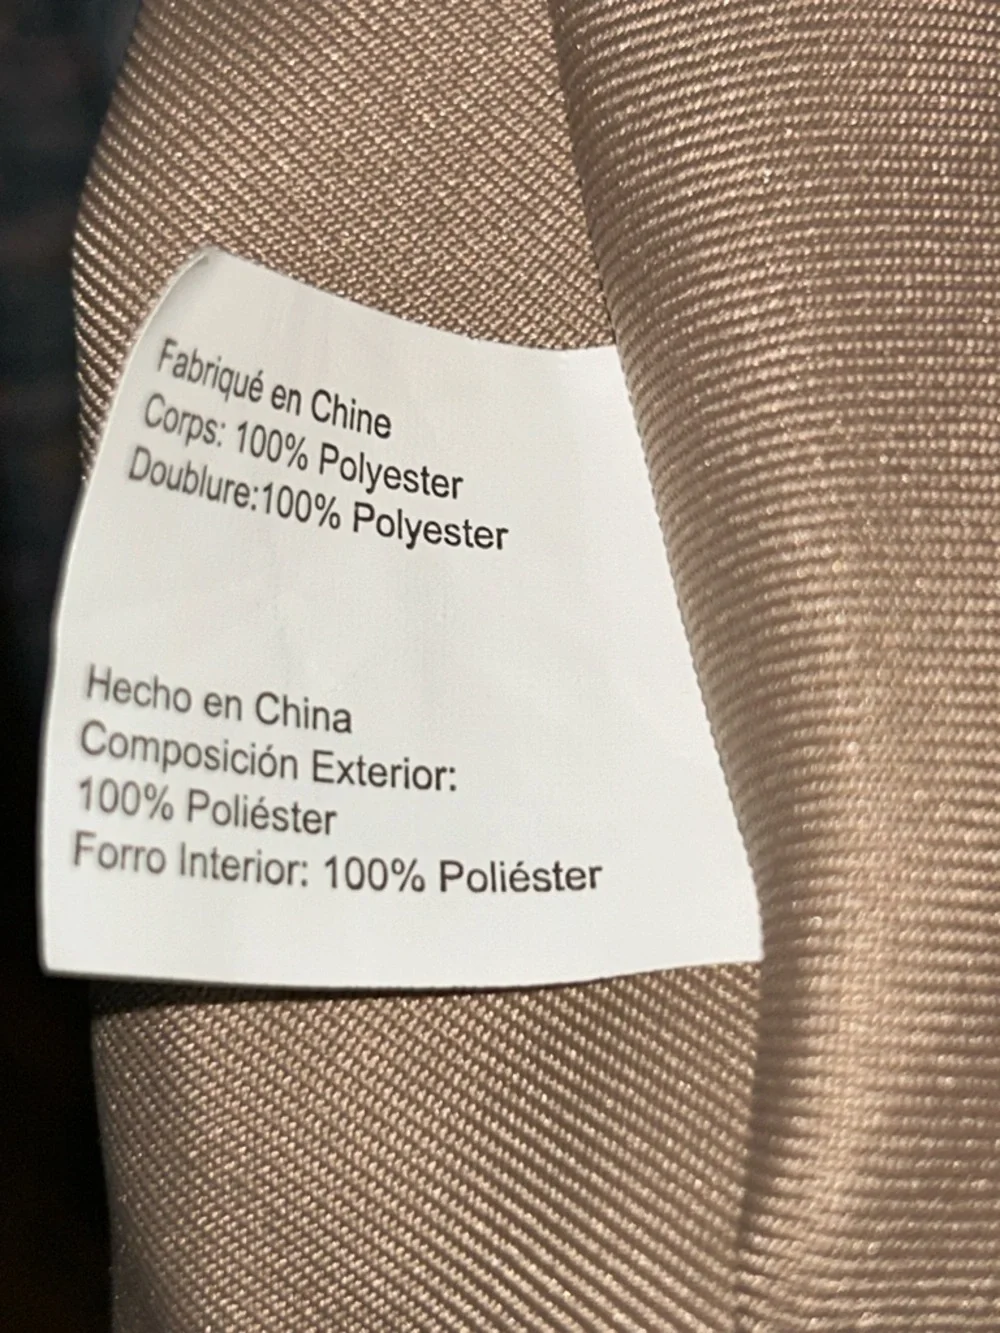 Fabriqué en Chine
Corps: 100% Polyester
Doublure:100% Polyester
Hecho en China
Composición Exterior:
100% Poliéster
Forro Interior: 100% Poliéster